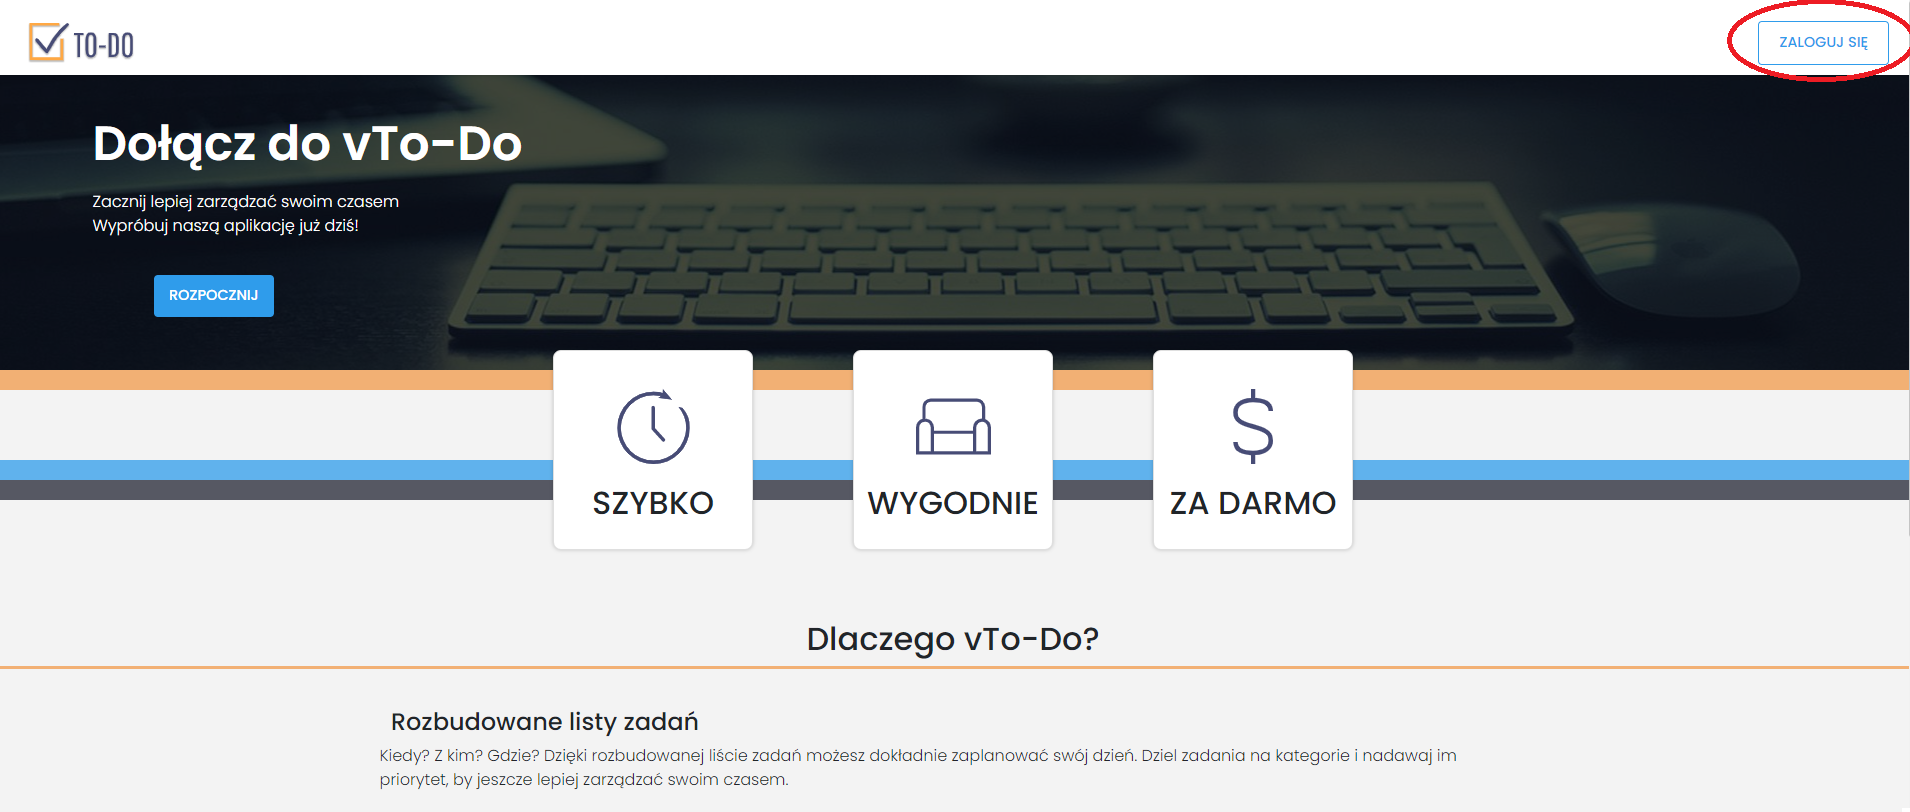 TO-DO
ZALOGUJ SIĘ
Dołącz do vTo-Do
Zacznij lepiej zarządzać swoim czasem
Wypróbuj naszą aplikację już dziś!
ROZPOCZNIJ
SZYBKO
WYGODNIE
ZA DARMO
Dlaczego vTo-Do?
Rozbudowane listy zadań
Kiedy? Z kim? Gdzie? Dzięki rozbudowanej liście zadań możesz dokładnie zaplanować swój dzień. Dziel zadania na kategorie i nadawaj im
priorytet, by jeszcze lepiej zarządzać swoim czasem.